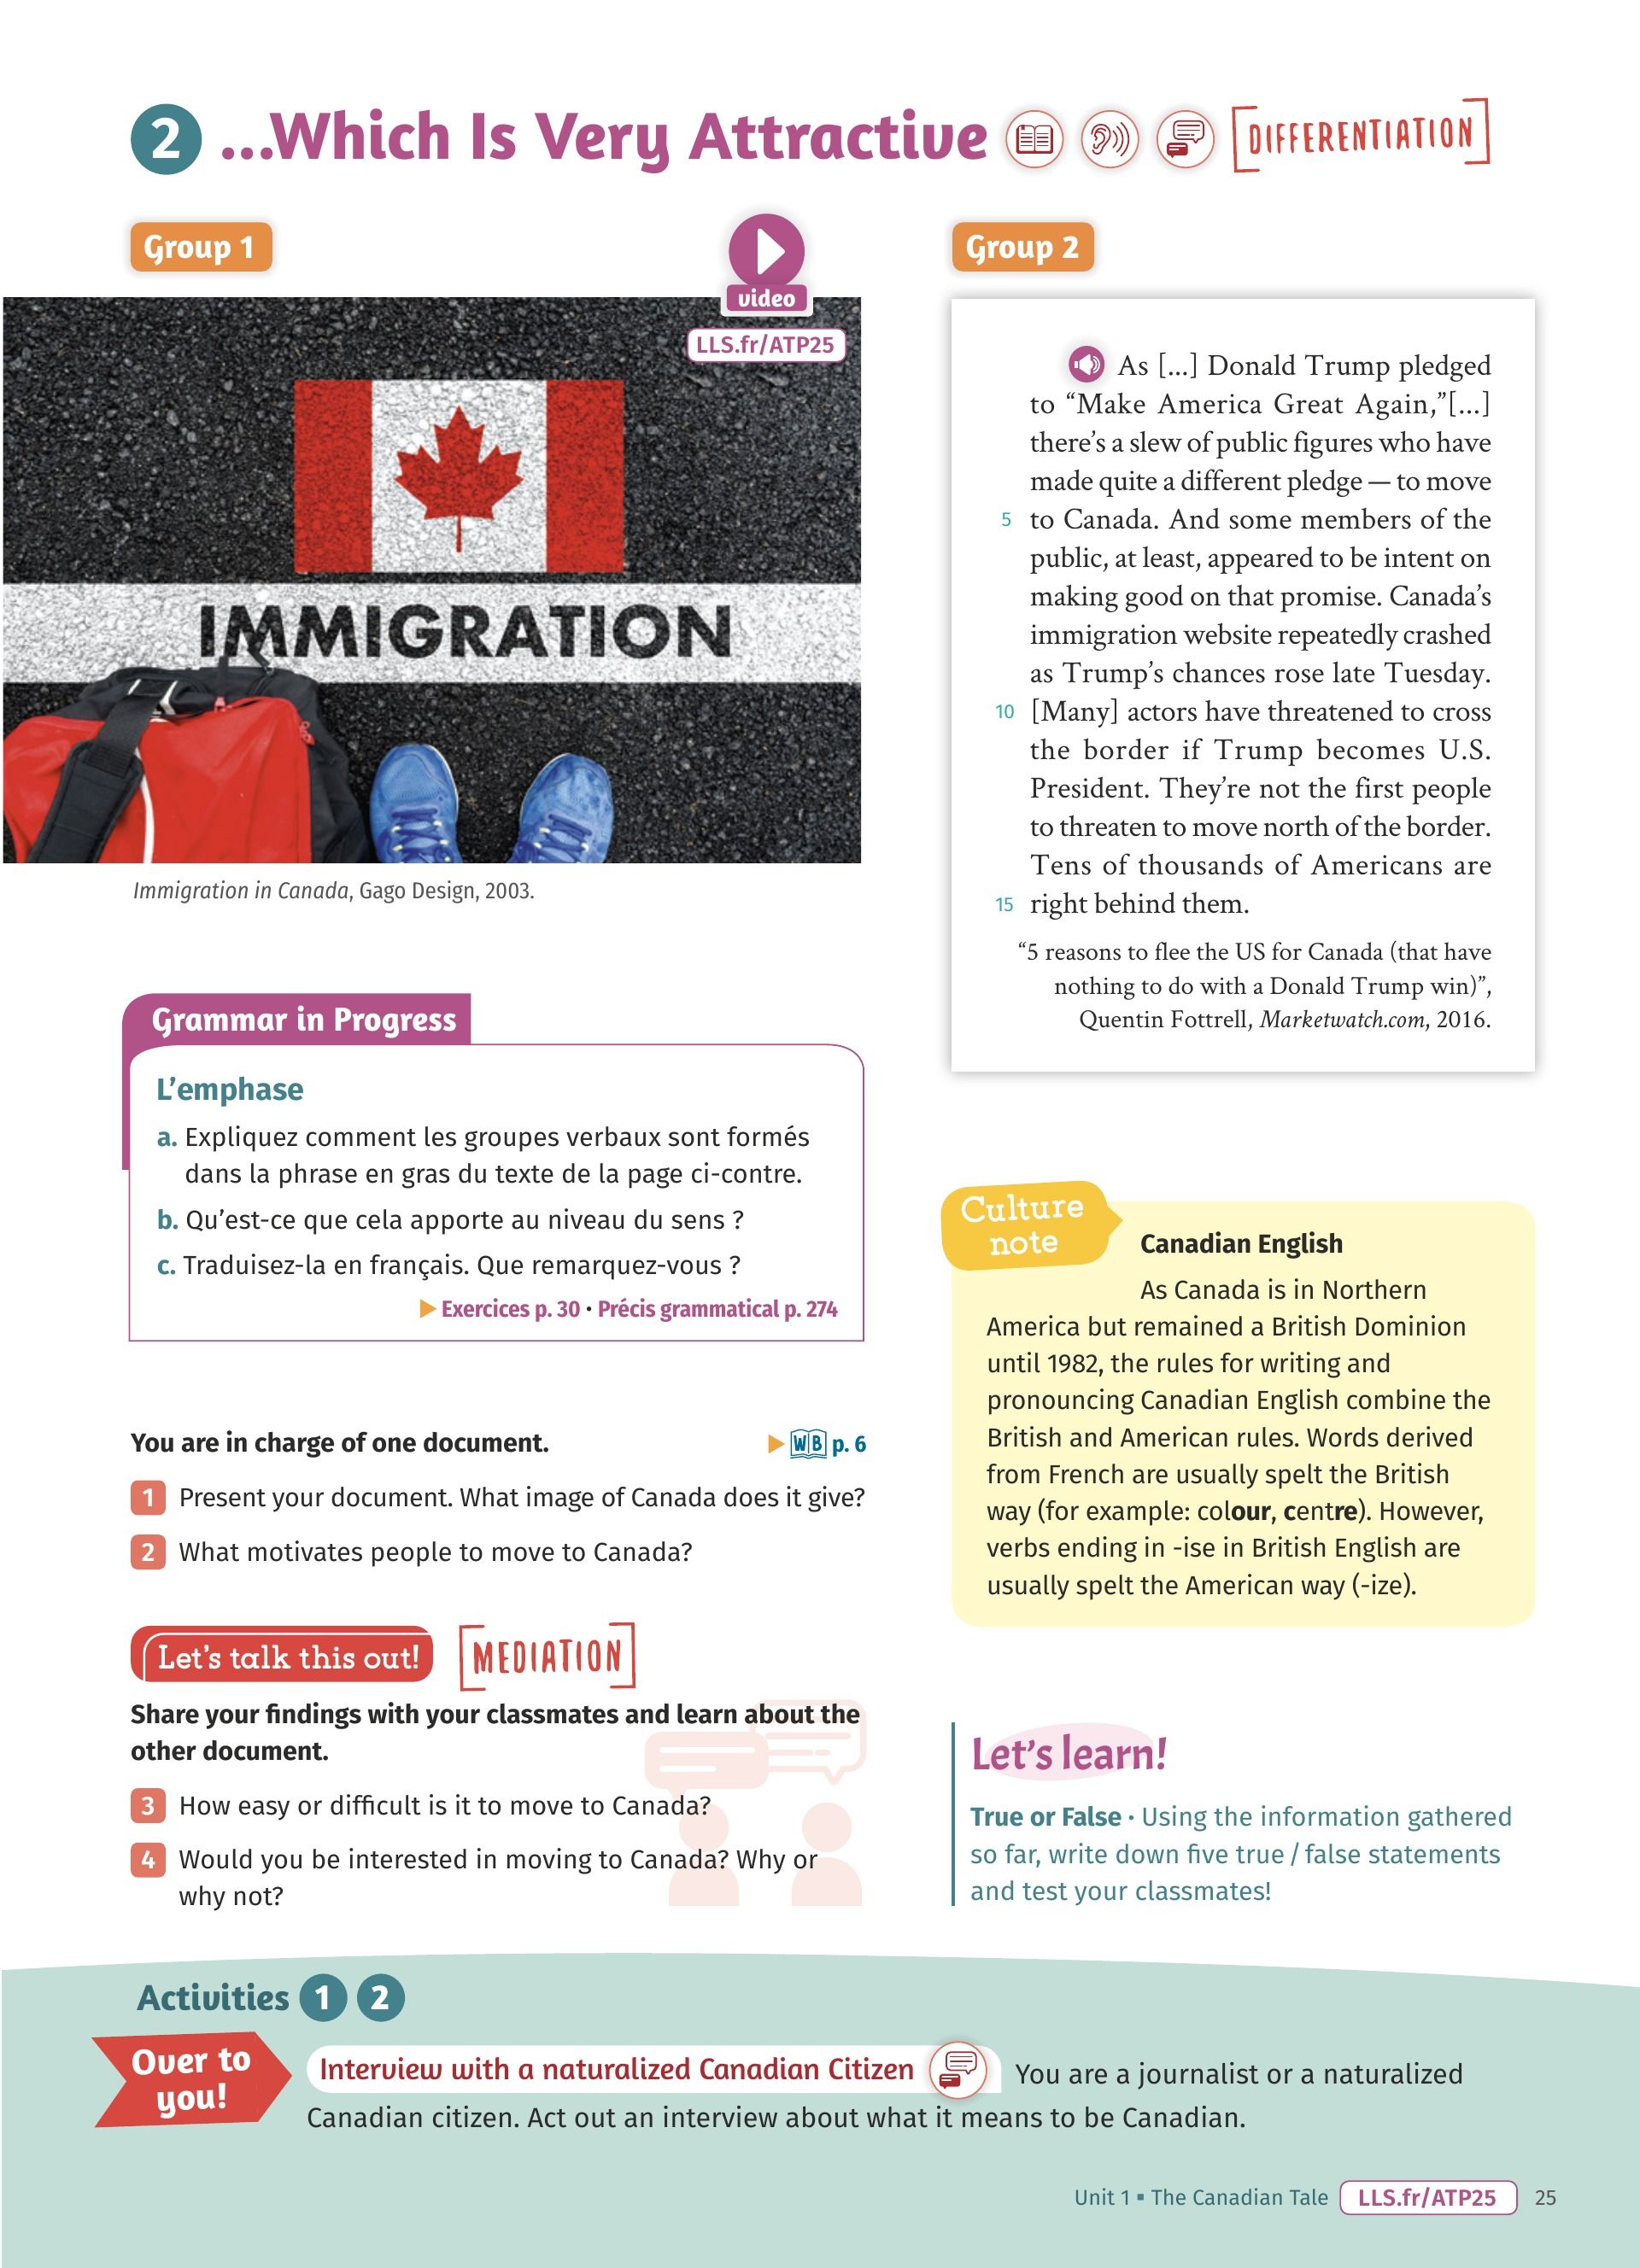 2 ...Which Is Very Attractive [DIFFERENTIATION]
Group 1
video
LLS.fr/ATP25
IMMIGRATION
Immigration in Canada, Gago Design, 2003.
Group 2
As [...] Donald Trump pledged
to “Make America Great Again,”[...]
there’s a slew of public figures who have
made quite a different pledge — to move
5 to Canada. And some members of the
public, at least, appeared to be intent on
making good on that promise. Canada’s
immigration website repeatedly crashed
as Trump’s chances rose late Tuesday.
10 [Many] actors have threatened to cross
the border if Trump becomes U.S.
President. They’re not the first people
to threaten to move north of the border.
Tens of thousands of Americans are
15 right behind them.
“5 reasons to flee the US for Canada (that have
nothing to do with a Donald Trump win)”,
Quentin Fottrell, Marketwatch.com, 2016.
Grammar in Progress
L’emphase
a. Expliquez comment les groupes verbaux sont formés
dans la phrase en gras du texte de la page ci-contre.
b. Qu’est-ce que cela apporte au niveau du sens ?
c. Traduisez-la en français. Que remarquez-vous ?
▶ Exercices p. 30 • Précis grammatical p. 274
Culture
note
Canadian English
As Canada is in Northern
America but remained a British Dominion
until 1982, the rules for writing and
pronouncing Canadian English combine the
British and American rules. Words derived
from French are usually spelt the British
way (for example: colour, centre). However,
verbs ending in -ise in British English are
usually spelt the American way (-ize).
You are in charge of one document. ▶ WB p. 6
1 Present your document. What image of Canada does it give?
2 What motivates people to move to Canada?
Let’s talk this out! [MEDIATION]
Share your findings with your classmates and learn about the
other document.
3 How easy or difficult is it to move to Canada?
4 Would you be interested in moving to Canada? Why or
why not?
Let’s learn!
True or False • Using the information gathered
so far, write down five true / false statements
and test your classmates!
Activities 1 2
Over to
you!
Interview with a naturalized Canadian Citizen You are a journalist or a naturalized
Canadian citizen. Act out an interview about what it means to be Canadian.
Unit 1 ▪ The Canadian Tale LLS.fr/ATP25 25